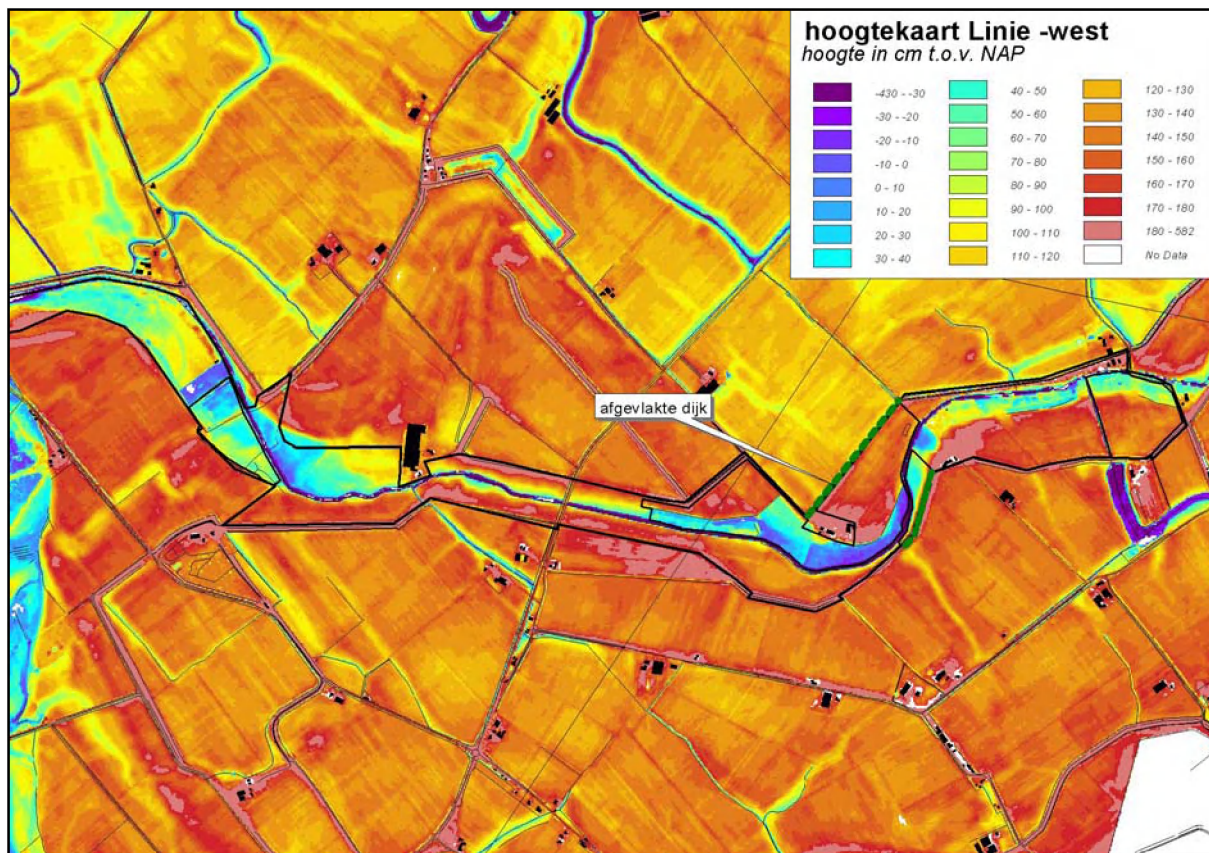 hoogtekaart Linie -west
hoogte in cm t.o.v. NAP
-430 - -30
-30 - -20
-20 - -10
-10 - 0
0 - 10
10 - 20
20 - 30
30 - 40
40 - 50
50 - 60
60 - 70
70 - 80
80 - 90
90 - 100
100 - 110
110 - 120
120 - 130
130 - 140
140 - 150
150 - 160
160 - 170
170 - 180
180 - 582
No Data
afgevlakte dijk